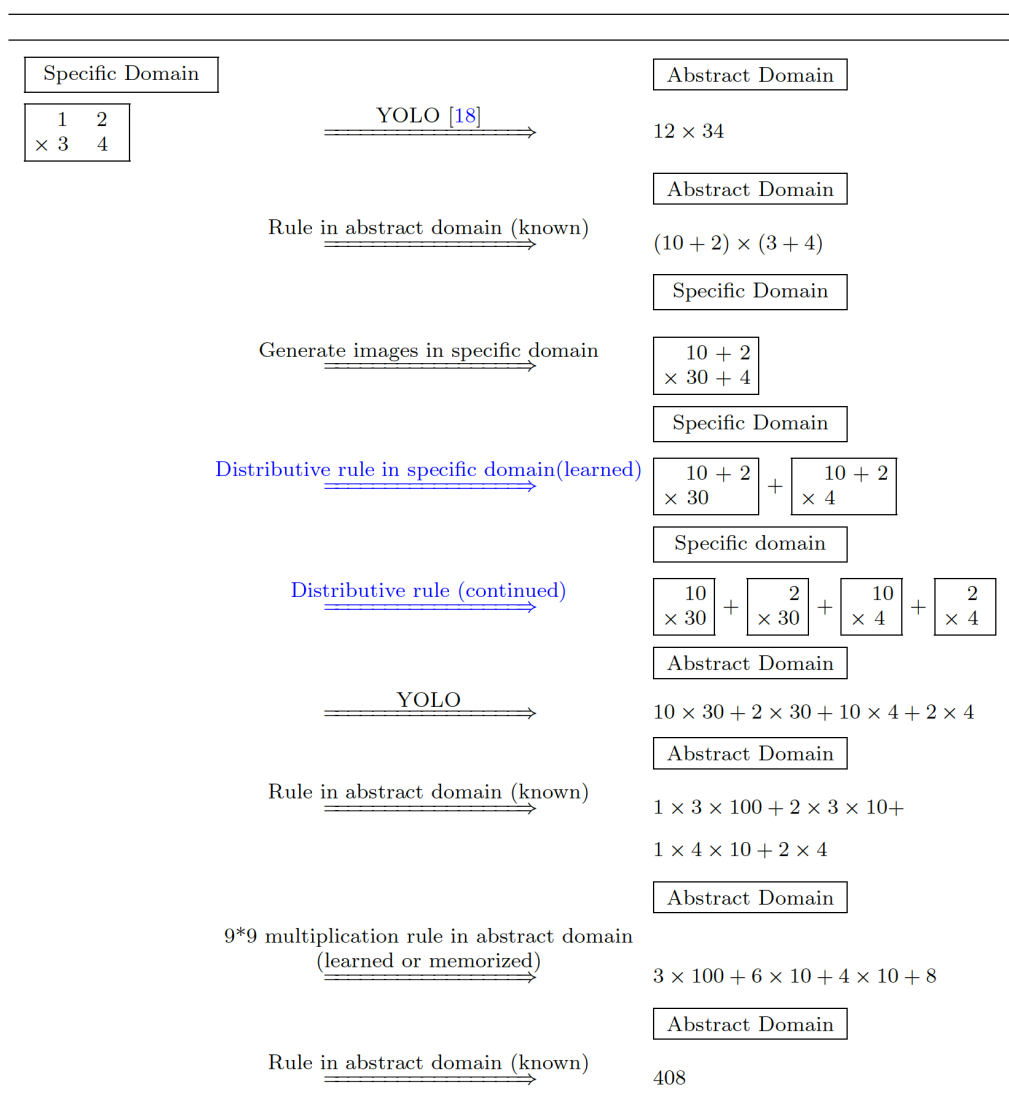 Specific Domain
Abstract Domain
1 2
× 3 4
YOLO [18]
12 × 34
Abstract Domain
Rule in abstract domain (known)
(10 + 2) × (3 + 4)
Specific Domain
Generate images in specific domain
10 + 2
× 30 + 4
Specific Domain
Distributive rule in specific domain(learned)
10 + 2 + 10 + 2
× 30 × 4
Specific domain
Distributive rule (continued)
10 + 2 + 10 + 2
× 30 × 30 × 4 × 4
Abstract Domain
YOLO
10 × 30 + 2 × 30 + 10 × 4 + 2 × 4
Abstract Domain
Rule in abstract domain (known)
1 × 3 × 100 + 2 × 3 × 10+
1 × 4 × 10 + 2 × 4
Abstract Domain
9*9 multiplication rule in abstract domain
(learned or memorized)
3 × 100 + 6 × 10 + 4 × 10 + 8
Abstract Domain
Rule in abstract domain (known)
408